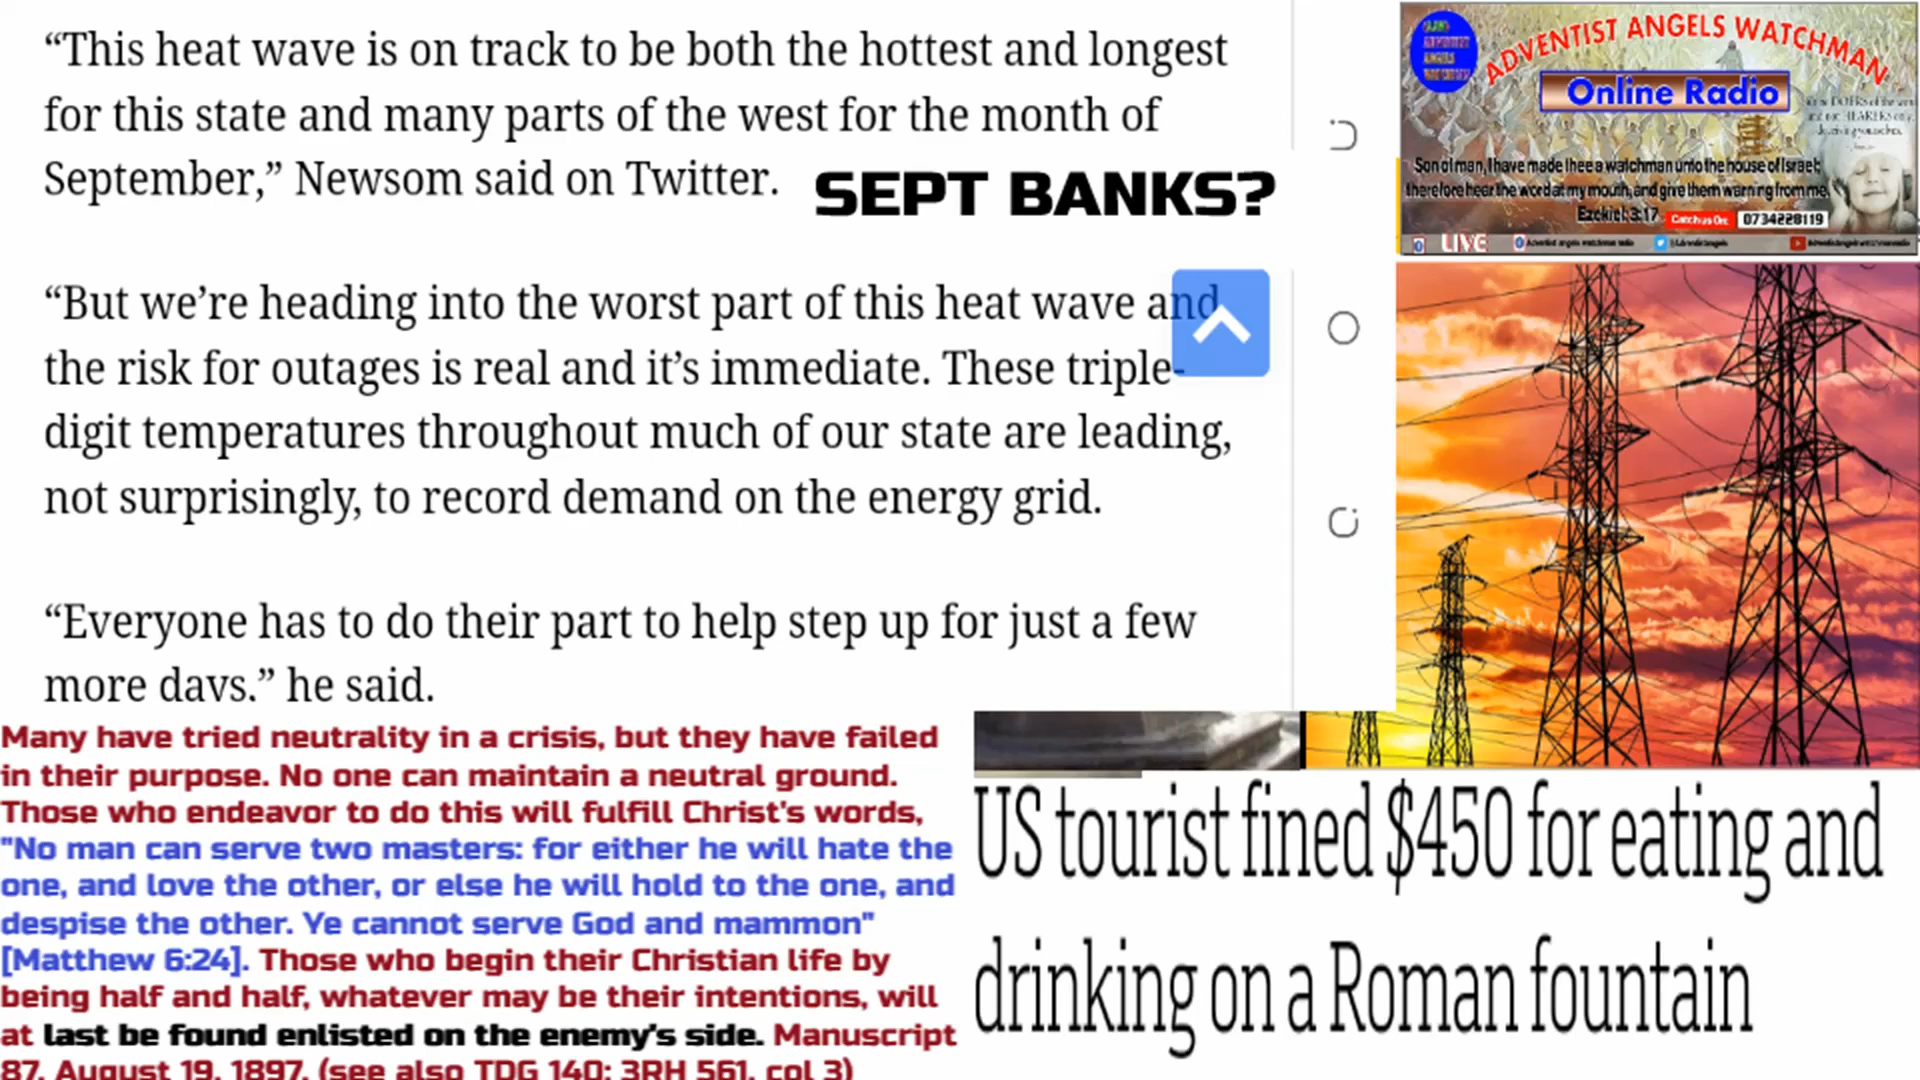 “This heat wave is on track to be both the hottest and longest
for this state and many parts of the west for the month of
September,” Newsom said on Twitter.
SEPT BANKS?
“But we’re heading into the worst part of this heat wave and
the risk for outages is real and it’s immediate. These triple-
digit temperatures throughout much of our state are leading,
not surprisingly, to record demand on the energy grid.
“Everyone has to do their part to help step up for just a few
more days.” he said.
ADVENTIST ANGELS WATCHMAN
Online Radio
Son of man, I have made thee a watchman unto the house of Israel;
therefore hear the word at my mouth, and give them warning from me.
Ezekiel; 3:17
Catch us On:
0734228119
LIVE
Adventist angels watchman radio
Many have tried neutrality in a crisis, but they have failed
in their purpose. No one can maintain a neutral ground.
Those who endeavor to do this will fulfill Christ's words,
"No man can serve two masters: for either he will hate the
one, and love the other, or else he will hold to the one, and
despise the other. Ye cannot serve God and mammon"
[Matthew 6:24]. Those who begin their Christian life by
being half and half, whatever may be their intentions, will
at last be found enlisted on the enemy's side. Manuscript
87, August 19, 1897. (see also TDG 140; 3RH 561, col 3)
US tourist fined $450 for eating and
drinking on a Roman fountain